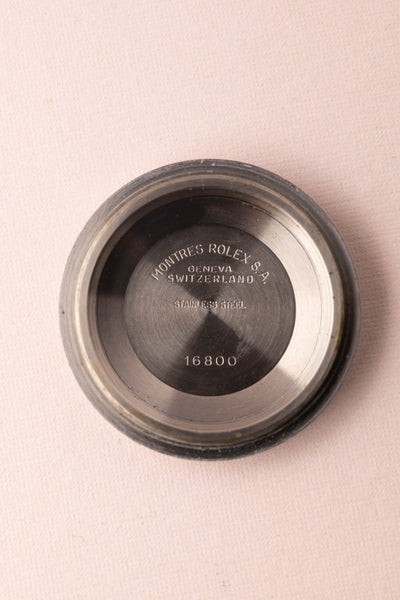 MONTRES ROLEX S.A.
GENEVA
SWITZERLAND
STAINLESS STEEL
16800